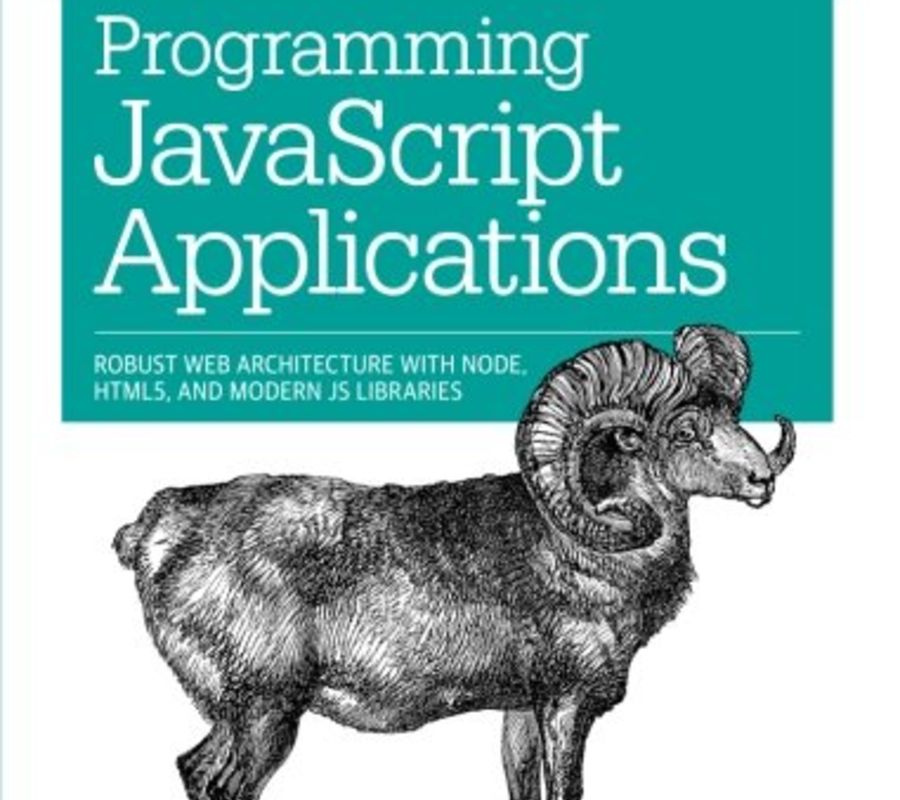 Programming
JavaScript
Applications
ROBUST WEB ARCHITECTURE WITH NODE,
HTML5, AND MODERN JS LIBRARIES